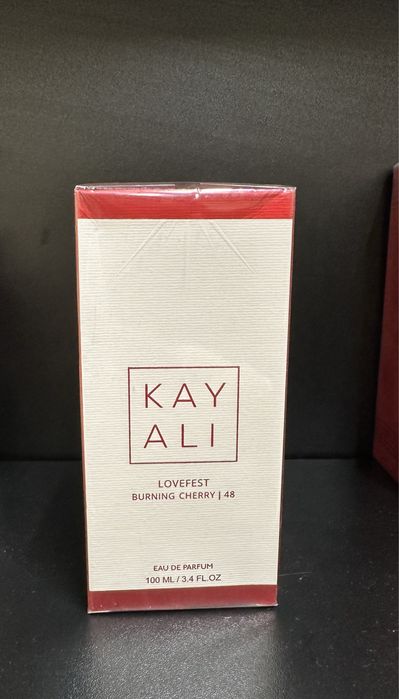 KAY
ALI
LOVEFEST
BURNING CHERRY | 48
EAU DE PARFUM
100 ML / 3.4 FL.OZ